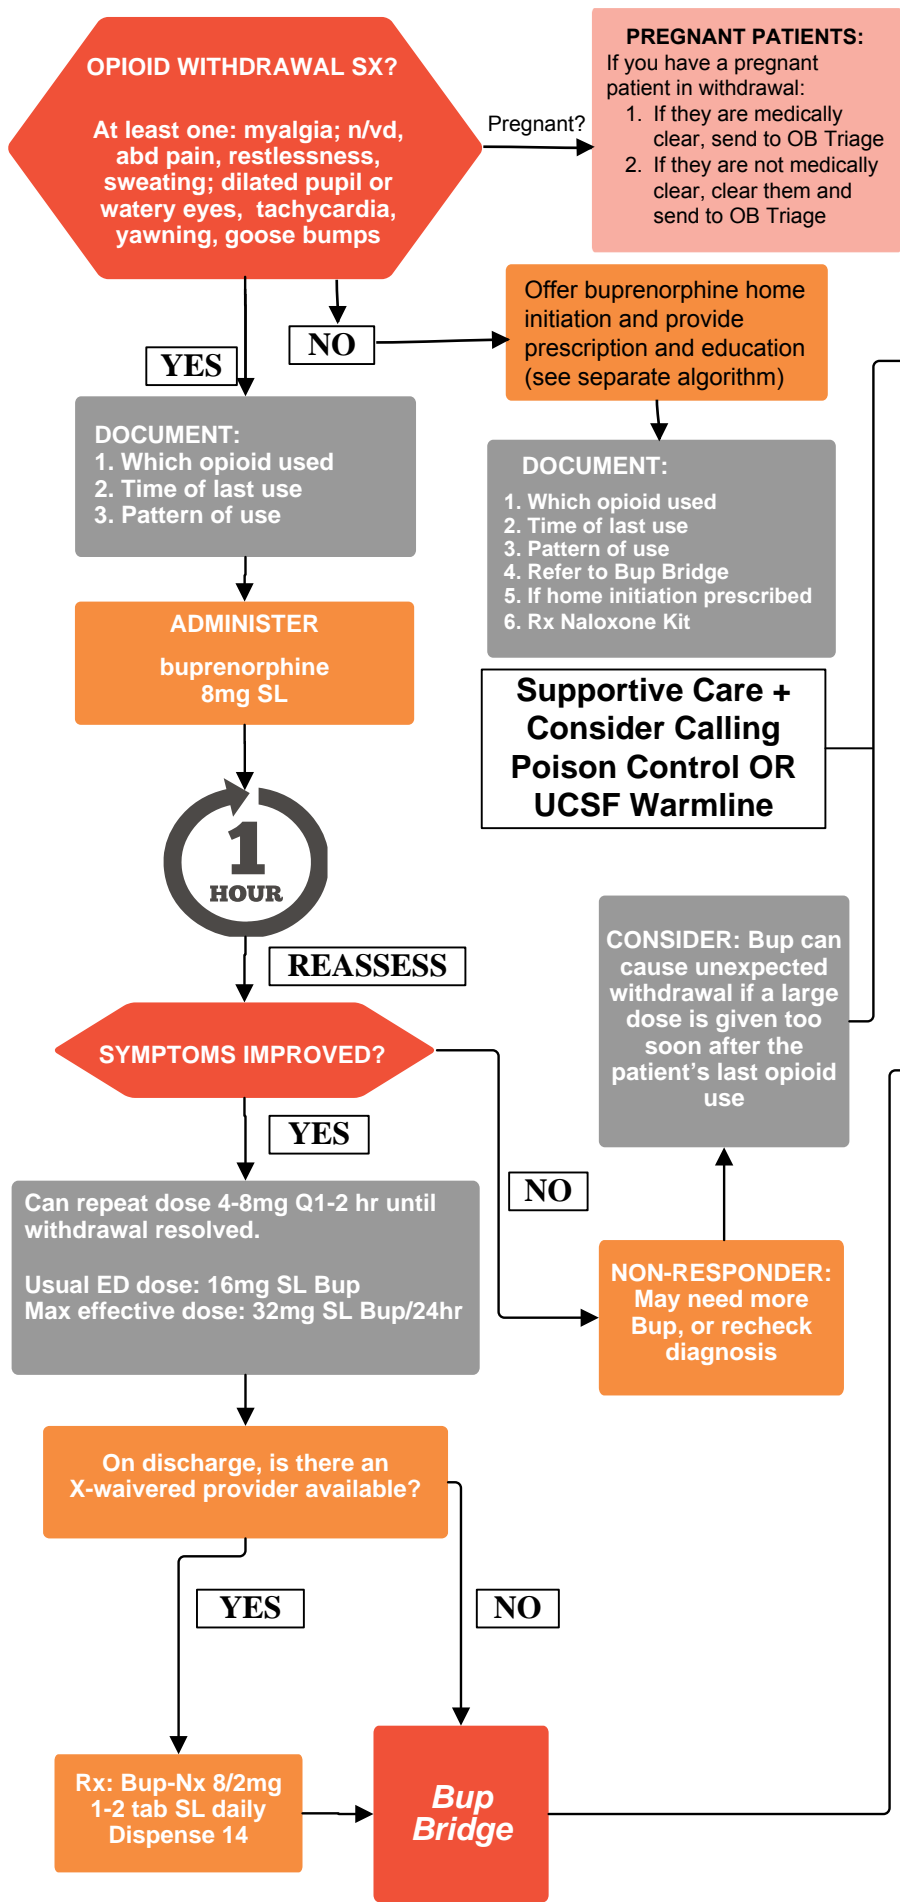 OPIOID WITHDRAWAL SX?
At least one: myalgia; n/vd,
abd pain, restlessness,
sweating; dilated pupil or
watery eyes, tachycardia,
yawning, goose bumps
Pregnant?
PREGNANT PATIENTS:
If you have a pregnant
patient in withdrawal:
1. If they are medically
clear, send to OB Triage
2. If they are not medically
clear, clear them and
send to OB Triage
YES
NO
Offer buprenorphine home
initiation and provide
prescription and education
(see separate algorithm)
DOCUMENT:
1. Which opioid used
2. Time of last use
3. Pattern of use
DOCUMENT:
1. Which opioid used
2. Time of last use
3. Pattern of use
4. Refer to Bup Bridge
5. If home initiation prescribed
6. Rx Naloxone Kit
ADMINISTER
buprenorphine
8mg SL
Supportive Care +
Consider Calling
Poison Control OR
UCSF Warmline
1
HOUR
REASSESS
CONSIDER: Bup can
cause unexpected
withdrawal if a large
dose is given too
soon after the
patient's last opioid
use
SYMPTOMS IMPROVED?
YES
NO
Can repeat dose 4-8mg Q1-2 hr until
withdrawal resolved.
Usual ED dose: 16mg SL Bup
Max effective dose: 32mg SL Bup/24hr
NON-RESPONDER:
May need more
Bup, or recheck
diagnosis
On discharge, is there an
X-waivered provider available?
YES
NO
Rx: Bup-Nx 8/2mg
1-2 tab SL daily
Dispense 14
Bup
Bridge